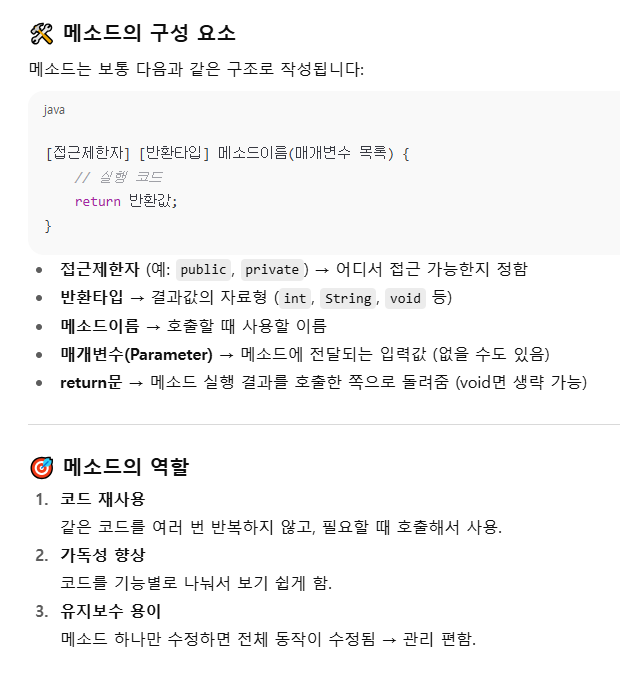 🛠 메소드의 구성 요소
메소드는 보통 다음과 같은 구조로 작성됩니다:
java
[접근제한자] [반환타입] 메소드이름(매개변수 목록) {
    // 실행 코드
    return 반환값;
}
• 접근제한자 (예: public, private) → 어디서 접근 가능한지 정함
• 반환타입 → 결과값의 자료형 (int, String, void 등)
• 메소드이름 → 호출할 때 사용할 이름
• 매개변수(Parameter) → 메소드에 전달되는 입력값 (없을 수도 있음)
• return문 → 메소드 실행 결과를 호출한 쪽으로 돌려줌 (void면 생략 가능)
🎯 메소드의 역할
1. 코드 재사용
같은 코드를 여러 번 반복하지 않고, 필요할 때 호출해서 사용.
2. 가독성 향상
코드를 기능별로 나눠서 보기 쉽게 함.
3. 유지보수 용이
메소드 하나만 수정하면 전체 동작이 수정됨 → 관리 편함.